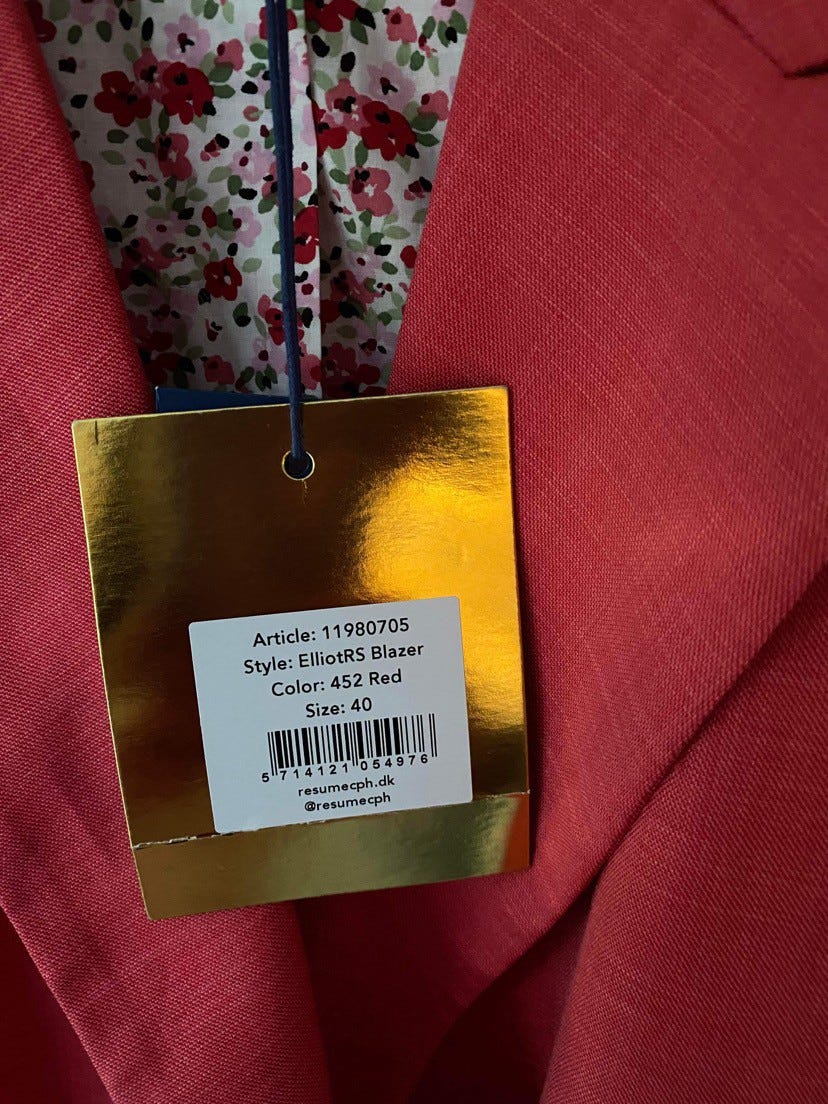 Article: 11980705
Style: ElliotRS Blazer
Color: 452 Red
Size: 40
5 714121 054976
resumecph.dk
@resumecph